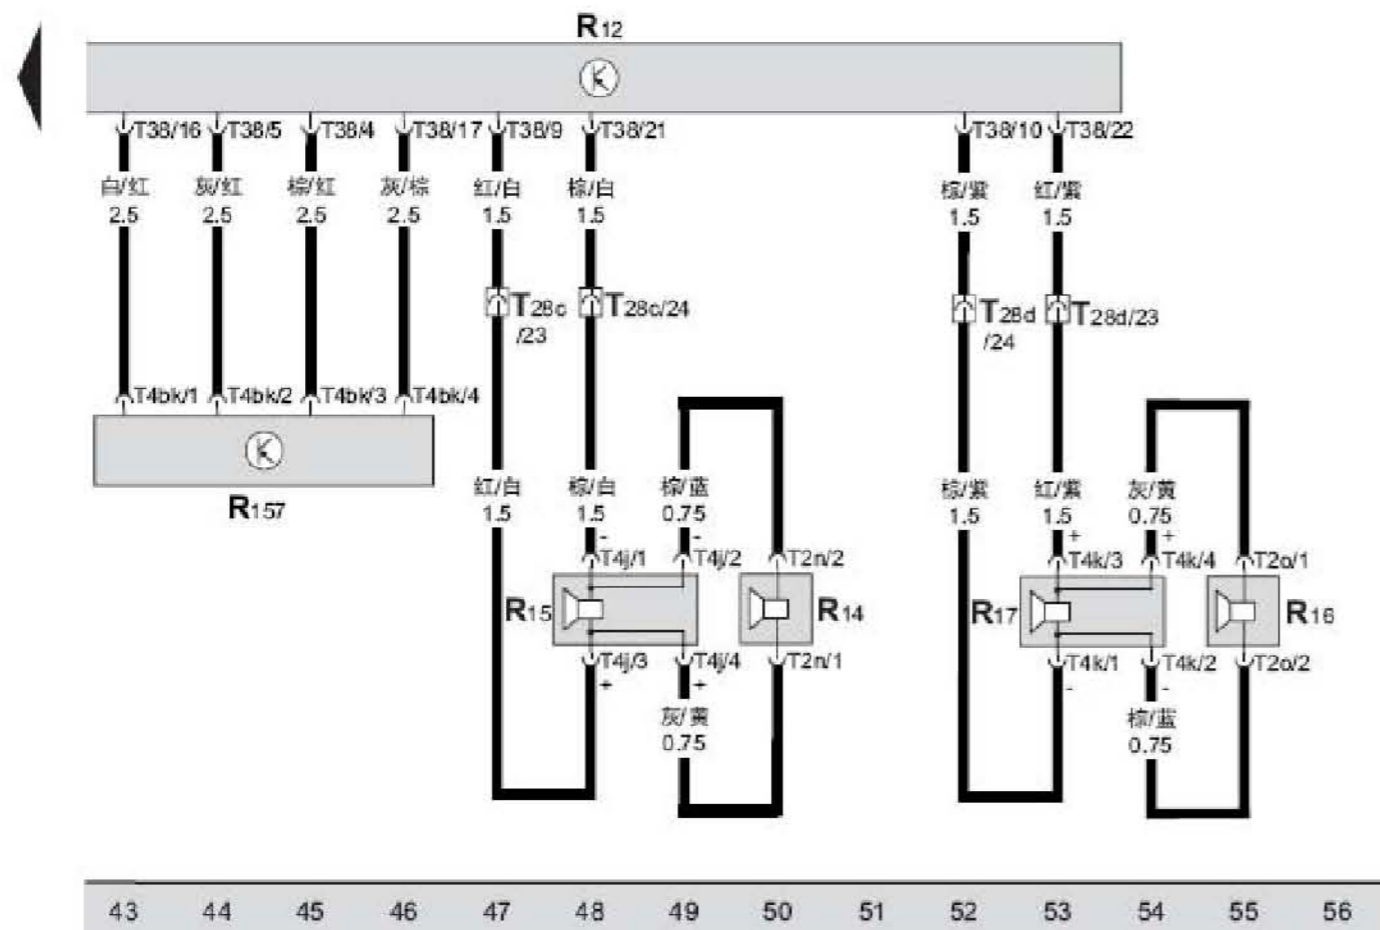 R12
T38/16 T38/5 T38/4 T38/17 T38/9 T38/21 T38/10 T38/22
白/红 灰/红 棕/红 灰/棕 红/白 棕/白 棕/紫 红/紫
2.5 2.5 2.5 2.5 1.5 1.5 1.5 1.5
T28c T28c/24 T28d T28d/23
/23 /24
T4bk/1 T4bk/2 T4bk/3 T4bk/4
R157
红/白 棕/白 棕/蓝 棕/紫 红/紫 灰/黄
1.5 1.5 0.75 1.5 1.5 0.75
- - + +
T4j/1 T4j/2 T2n/2 T4k/3 T4k/4 T2o/1
R15 R14 R17 R16
T4j/3 T4j/4 T2n/1 T4k/1 T4k/2 T2o/2
+ + - -
灰/黄 棕/蓝
0.75 0.75
43 44 45 46 47 48 49 50 51 52 53 54 55 56